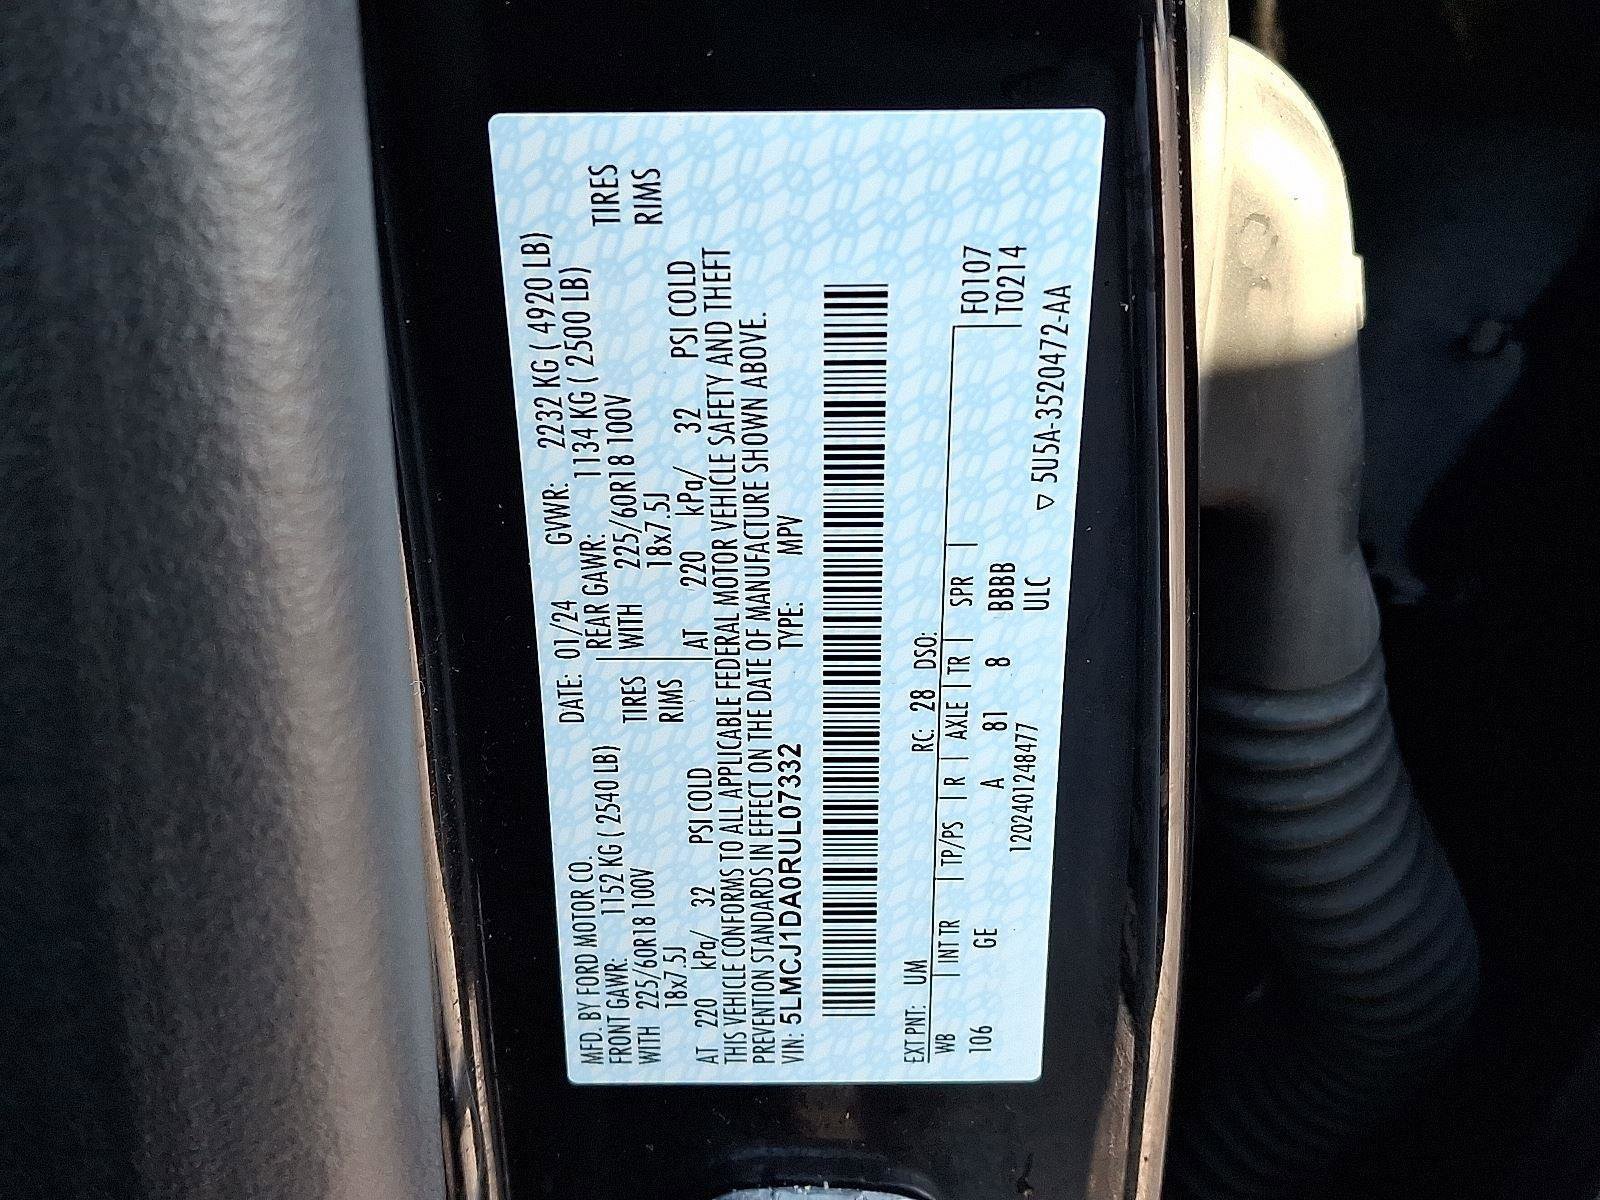 MFD. BY FORD MOTOR CO. DATE: 01/24 GVWR: 2232 KG ( 4920 LB)
FRONT GAWR: 1152 KG ( 2540 LB) REAR GAWR: 1134 KG ( 2500 LB)
WITH 225/60R18 100V TIRES WITH 225/60R18 100V TIRES
18x7.5J RIMS 18x7.5J RIMS
AT 220 kPa/ 32 PSI COLD AT 220 kPa/ 32 PSI COLD
THIS VEHICLE CONFORMS TO ALL APPLICABLE FEDERAL MOTOR VEHICLE SAFETY AND THEFT
PREVENTION STANDARDS IN EFFECT ON THE DATE OF MANUFACTURE SHOWN ABOVE.
VIN: 5LMCJ1DA0RUL07332 TYPE: MPV
EXT PNT: UM RC: 28 DSO: F0107
WB INT TR TP/PS R AXLE TR SPR T0214
106 GE A 81 8 BBBB
1202401248477 ULC ▽ 5U5A-3520472-AA